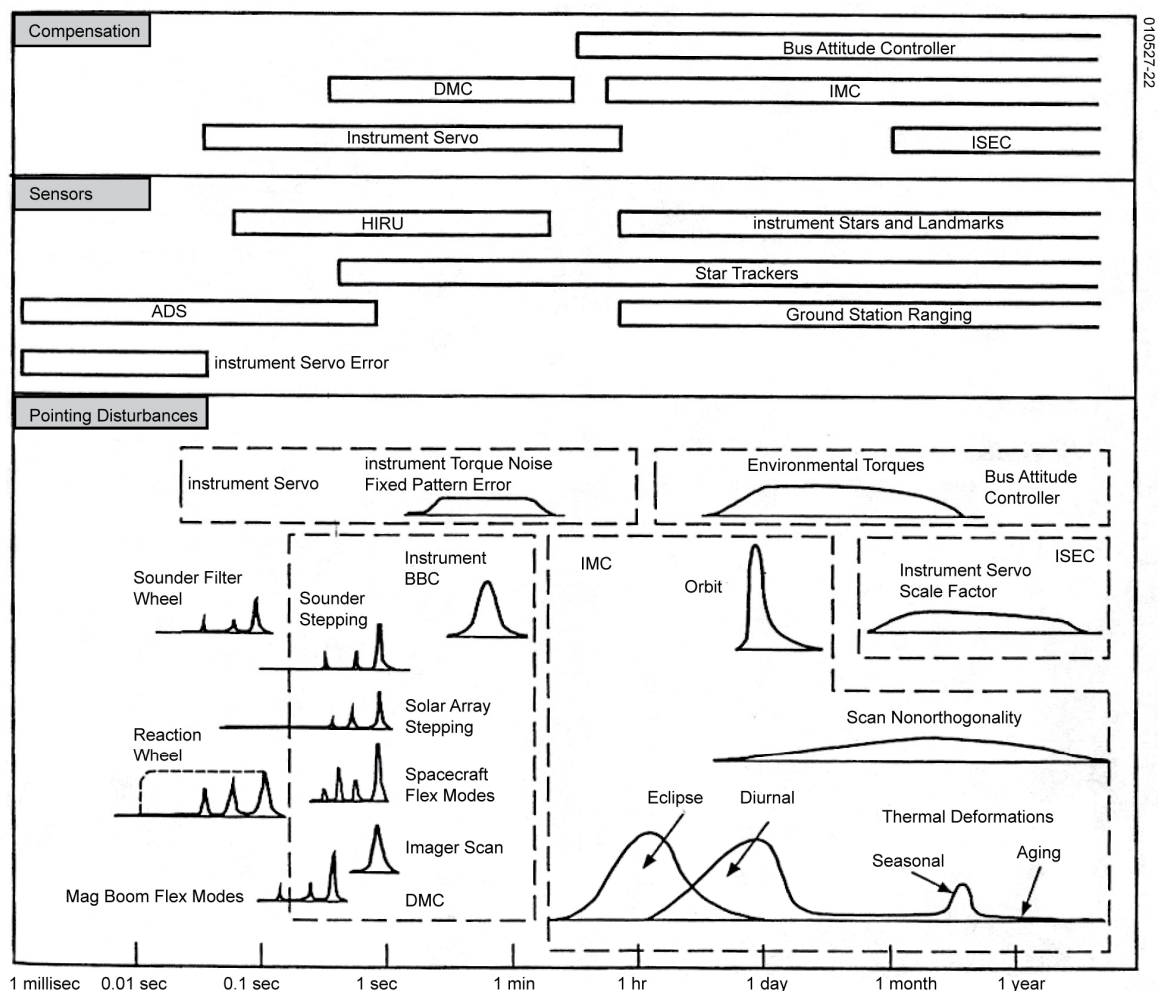 010527-22
Compensation
Bus Attitude Controller
DMC
IMC
Instrument Servo
ISEC
Sensors
HIRU
instrument Stars and Landmarks
Star Trackers
ADS
Ground Station Ranging
instrument Servo Error
Pointing Disturbances
instrument Servo
instrument Torque Noise
Fixed Pattern Error
Environmental Torques
Bus Attitude
Controller
Sounder Filter
Wheel
Sounder
Stepping
Instrument
BBC
IMC
Orbit
ISEC
Instrument Servo
Scale Factor
Solar Array
Stepping
Reaction
Wheel
Spacecraft
Flex Modes
Scan Nonorthogonality
Eclipse
Diurnal
Thermal Deformations
Imager Scan
Seasonal
Aging
Mag Boom Flex Modes
DMC
1 millisec
0.01 sec
0.1 sec
1 sec
1 min
1 hr
1 day
1 month
1 year